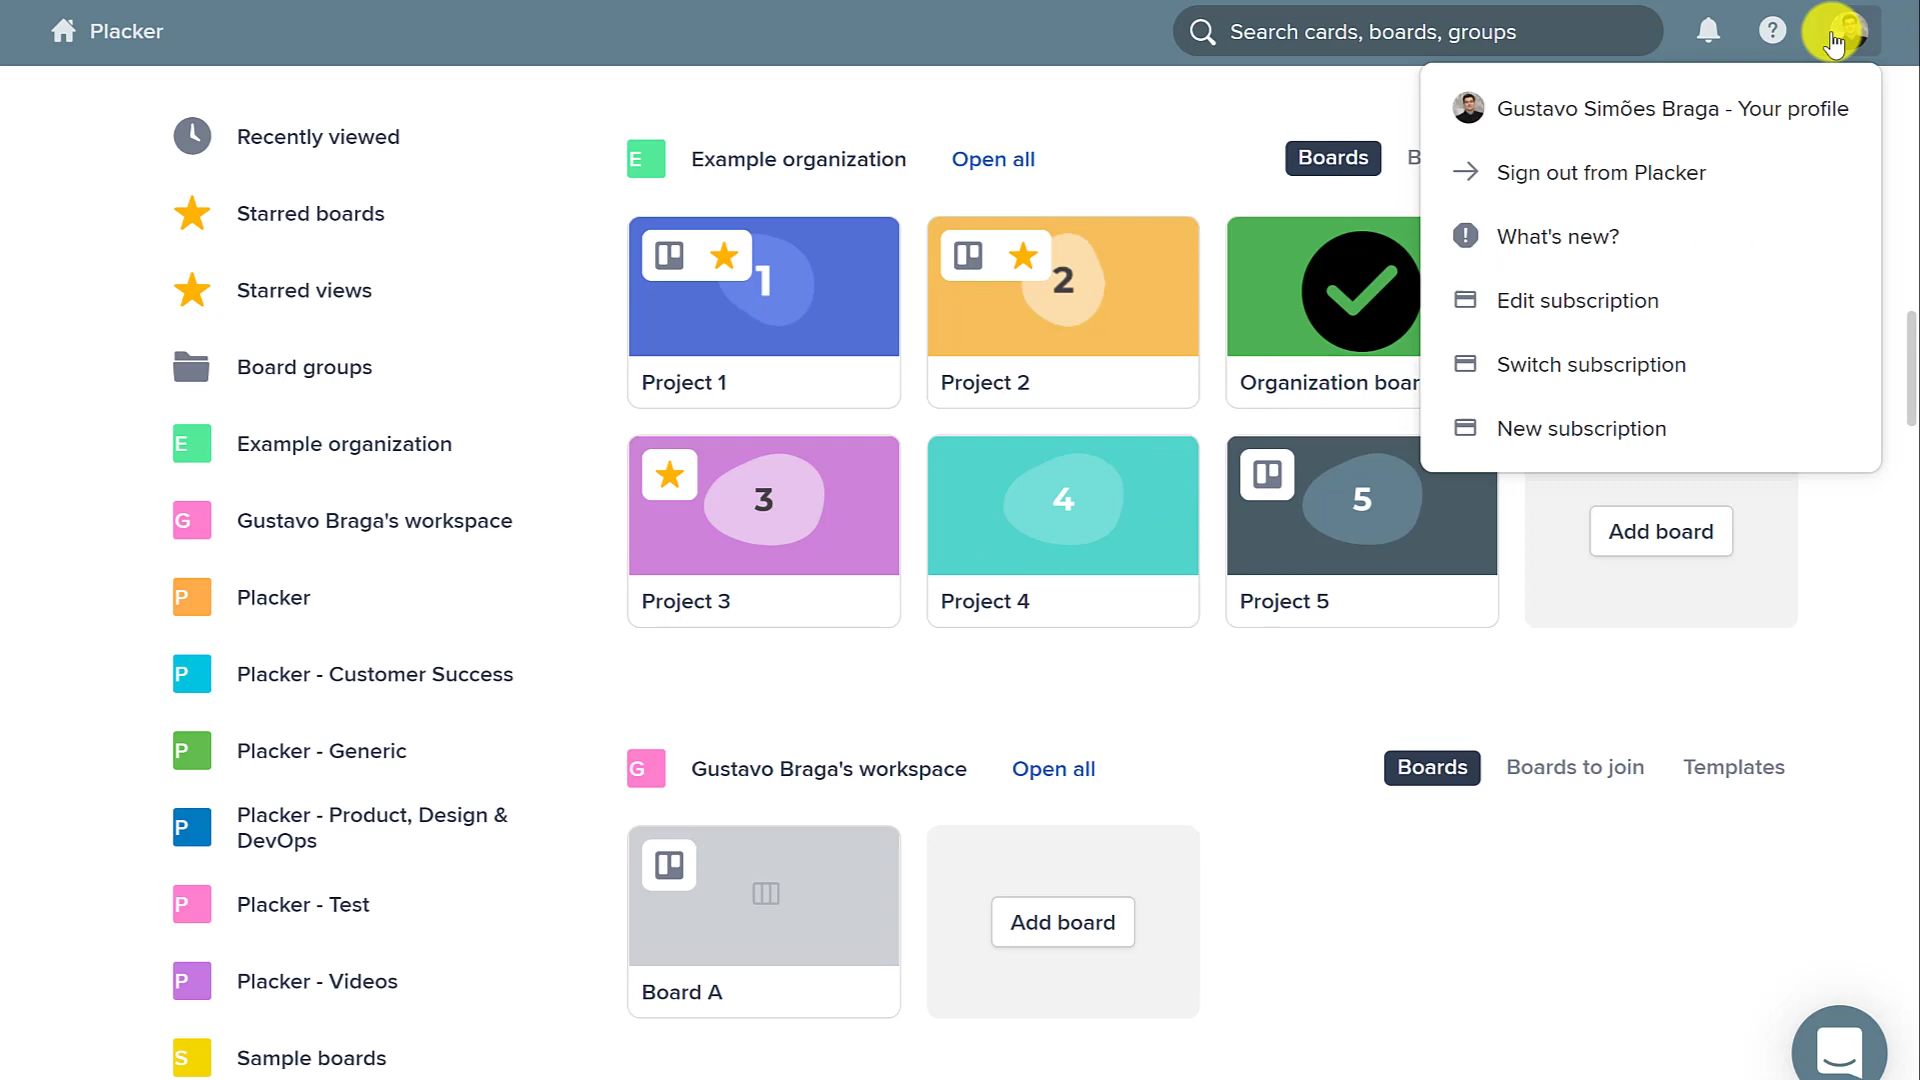 Placker
Search cards, boards, groups
?
Gustavo Simões Braga - Your profile
Sign out from Placker
What's new?
Edit subscription
Switch subscription
New subscription
Recently viewed
Starred boards
Starred views
Board groups
E Example organization
G Gustavo Braga's workspace
P Placker
P Placker - Customer Success
P Placker - Generic
P Placker - Product, Design &
DevOps
P Placker - Test
P Placker - Videos
S Sample boards
E Example organization Open all
Boards B
1
Project 1
2
Project 2
Organization boar
3
Project 3
4
Project 4
5
Project 5
Add board
G Gustavo Braga's workspace Open all
Boards Boards to join Templates
Board A
Add board